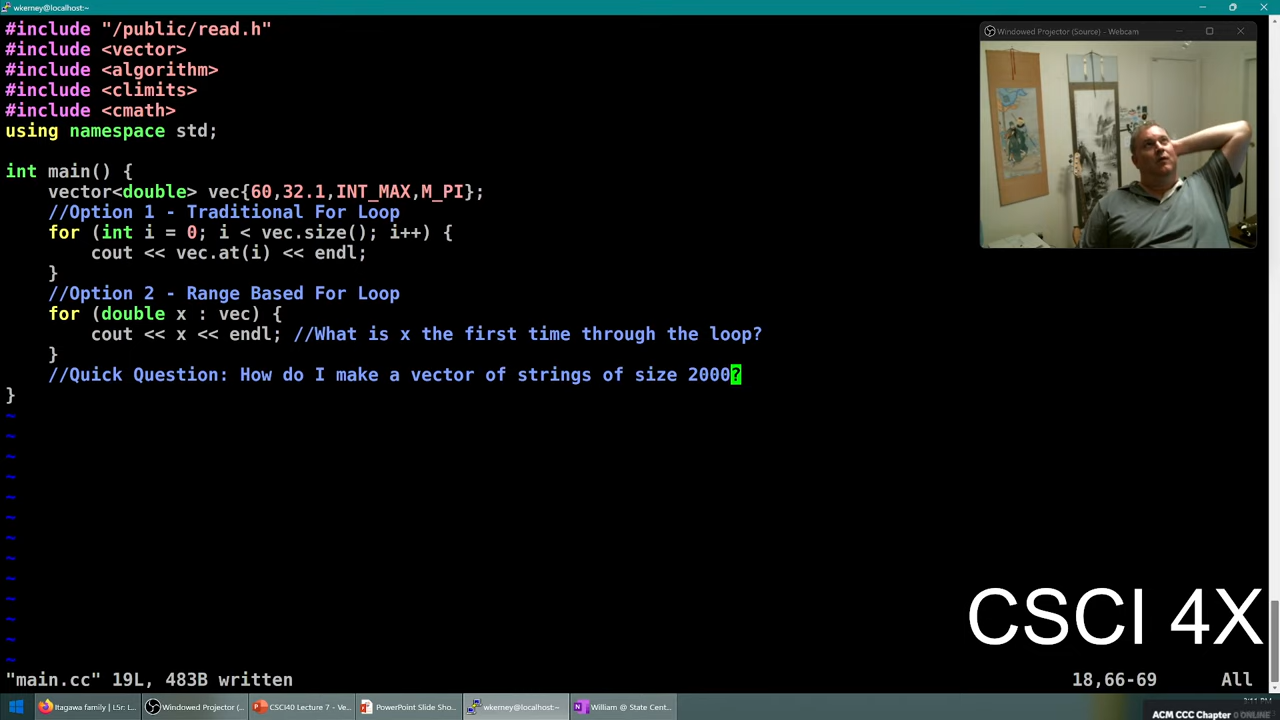 wkerney@localhost:~
#include "/public/read.h"
#include <vector>
#include <algorithm>
#include <climits>
#include <cmath>
using namespace std;
int main() {
vector<double> vec{60,32.1,INT_MAX,M_PI};
//Option 1 - Traditional For Loop
for (int i = 0; i < vec.size(); i++) {
cout << vec.at(i) << endl;
}
//Option 2 - Range Based For Loop
for (double x : vec) {
cout << x << endl; //What is x the first time through the loop?
}
//Quick Question: How do I make a vector of strings of size 2000?
}
~
~
~
~
~
~
~
~
~
~
~
~
~
"main.cc" 19L, 483B written 18,66-69 All
Windowed Projector (Source) - Webcam
CSCI 4X
Itagawa family | L5r: L... Windowed Projector (... CSCI40 Lecture 7 - Ve... PowerPoint Slide Sho... wkerney@localhost:~ William @ State Cent...
ACM CCC Chapter 0 ONLINE